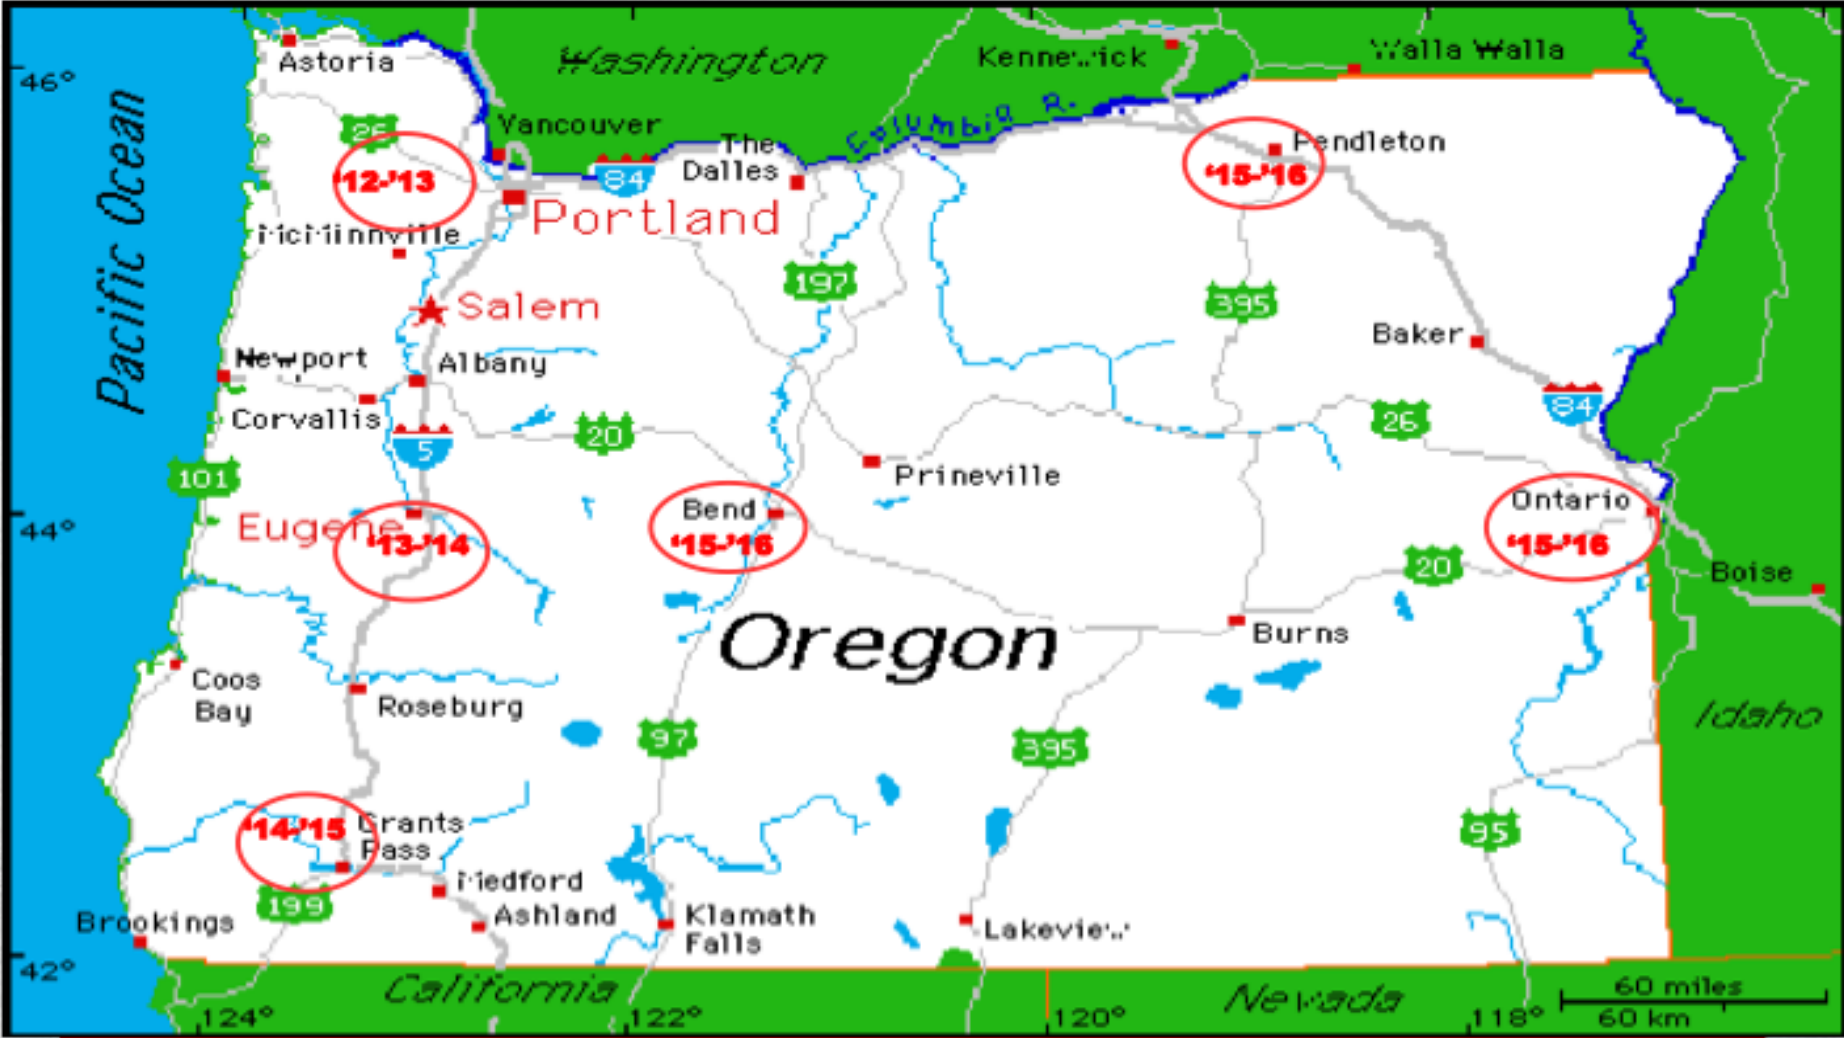 Washington
Kennewick
Walla Walla
Astoria
46°
Pacific Ocean
26
Vancouver
Columbia R.
The
Dalles
84
Pendleton
'12-'13
'15-'16
Portland
McMinnville
197
395
Salem
Baker
Newport
Albany
84
Corvallis
20
26
5
101
Prineville
Bend
Ontario
44°
Eugene
'13-'14
'15-'16
'15-'16
20
Boise
Oregon
Burns
Coos
Bay
Roseburg
Idaho
97
395
'14-'15
Grants
Pass
95
Medford
199
Brookings
Ashland
Klamath
Falls
Lakeview
42°
California
Nevada
60 miles
60 km
124°
122°
120°
118°